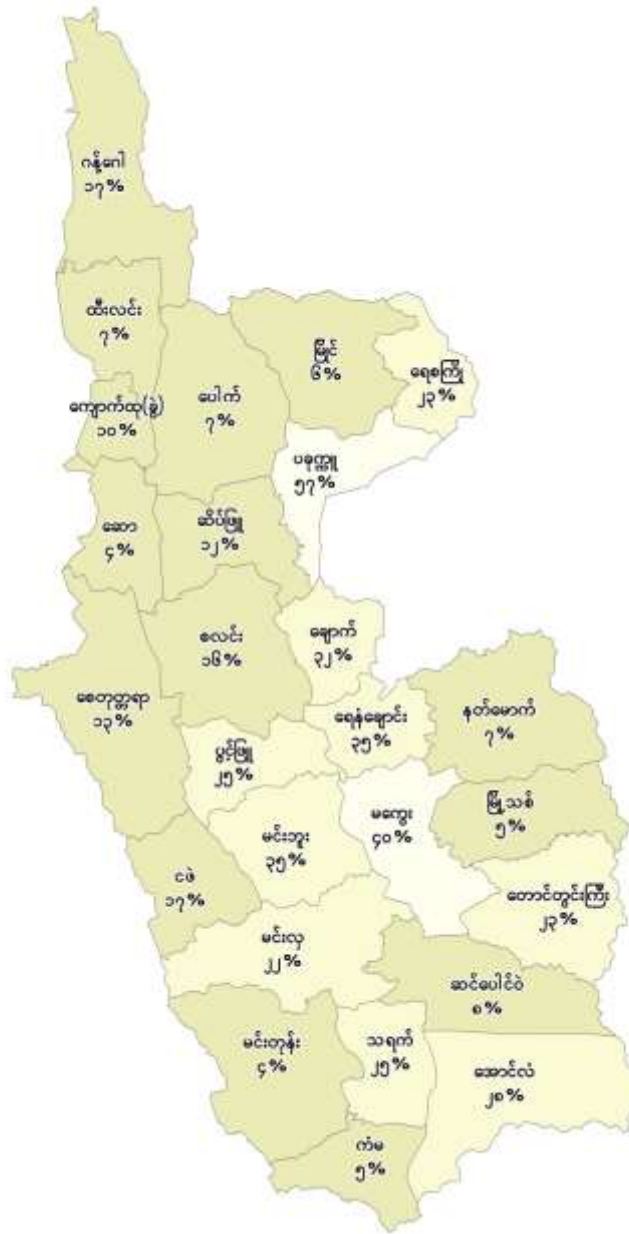 ဂန့်ဂေါ
၁၇%
ထီးလင်း
၇%
မြိုင်
၆%
ရေစကြို
၂၃%
ပေါက်
၇%
ကျောက်ထု(ခွဲ)
၁၀%
ပခုက္ကူ
၅၇%
ဆော
၄%
ဆိပ်ဖြူ
၁၂%
စလင်း
၁၆%
ချောက်
၃၂%
စေတုတ္တရာ
၁၃%
ရေနံချောင်း
၃၅%
နတ်မောက်
၇%
ပွင့်ဖြူ
၂၅%
မကွေး
၄၀%
မြို့သစ်
၅%
မင်းဘူး
၃၅%
ငဖဲ
၁၇%
တောင်တွင်းကြီး
၂၃%
မင်းလှ
၂၂%
ဆင်ပေါင်ဝဲ
၈%
မင်းတုန်း
၄%
သရက်
၂၅%
အောင်လံ
၂၈%
ကံမ
၅%